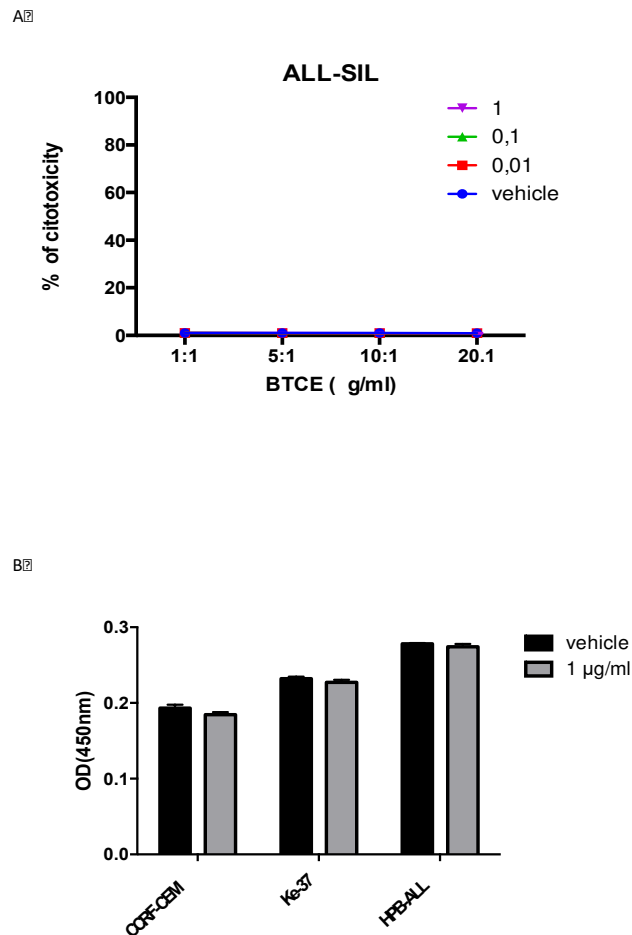 A
ALL-SIL
100
80
60
40
20
0
% of citotoxicity
1
0,1
0,01
vehicle
1:1
5:1
10:1
20.1
BTCE ( g/ml)
B
0.3
0.2
0.1
0.0
OD(450nm)
vehicle
1 µg/ml
CCRF-CEM
Ke-37
HPB-ALL